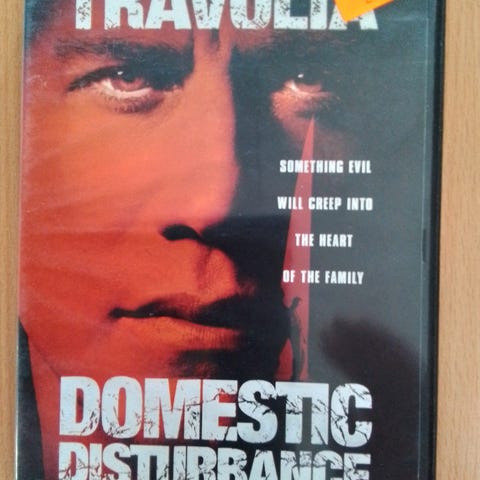 TRAVOLTA
SOMETHING EVIL
WILL CREEP INTO
THE HEART
OF THE FAMILY
DOMESTIC
DISTURBANCE